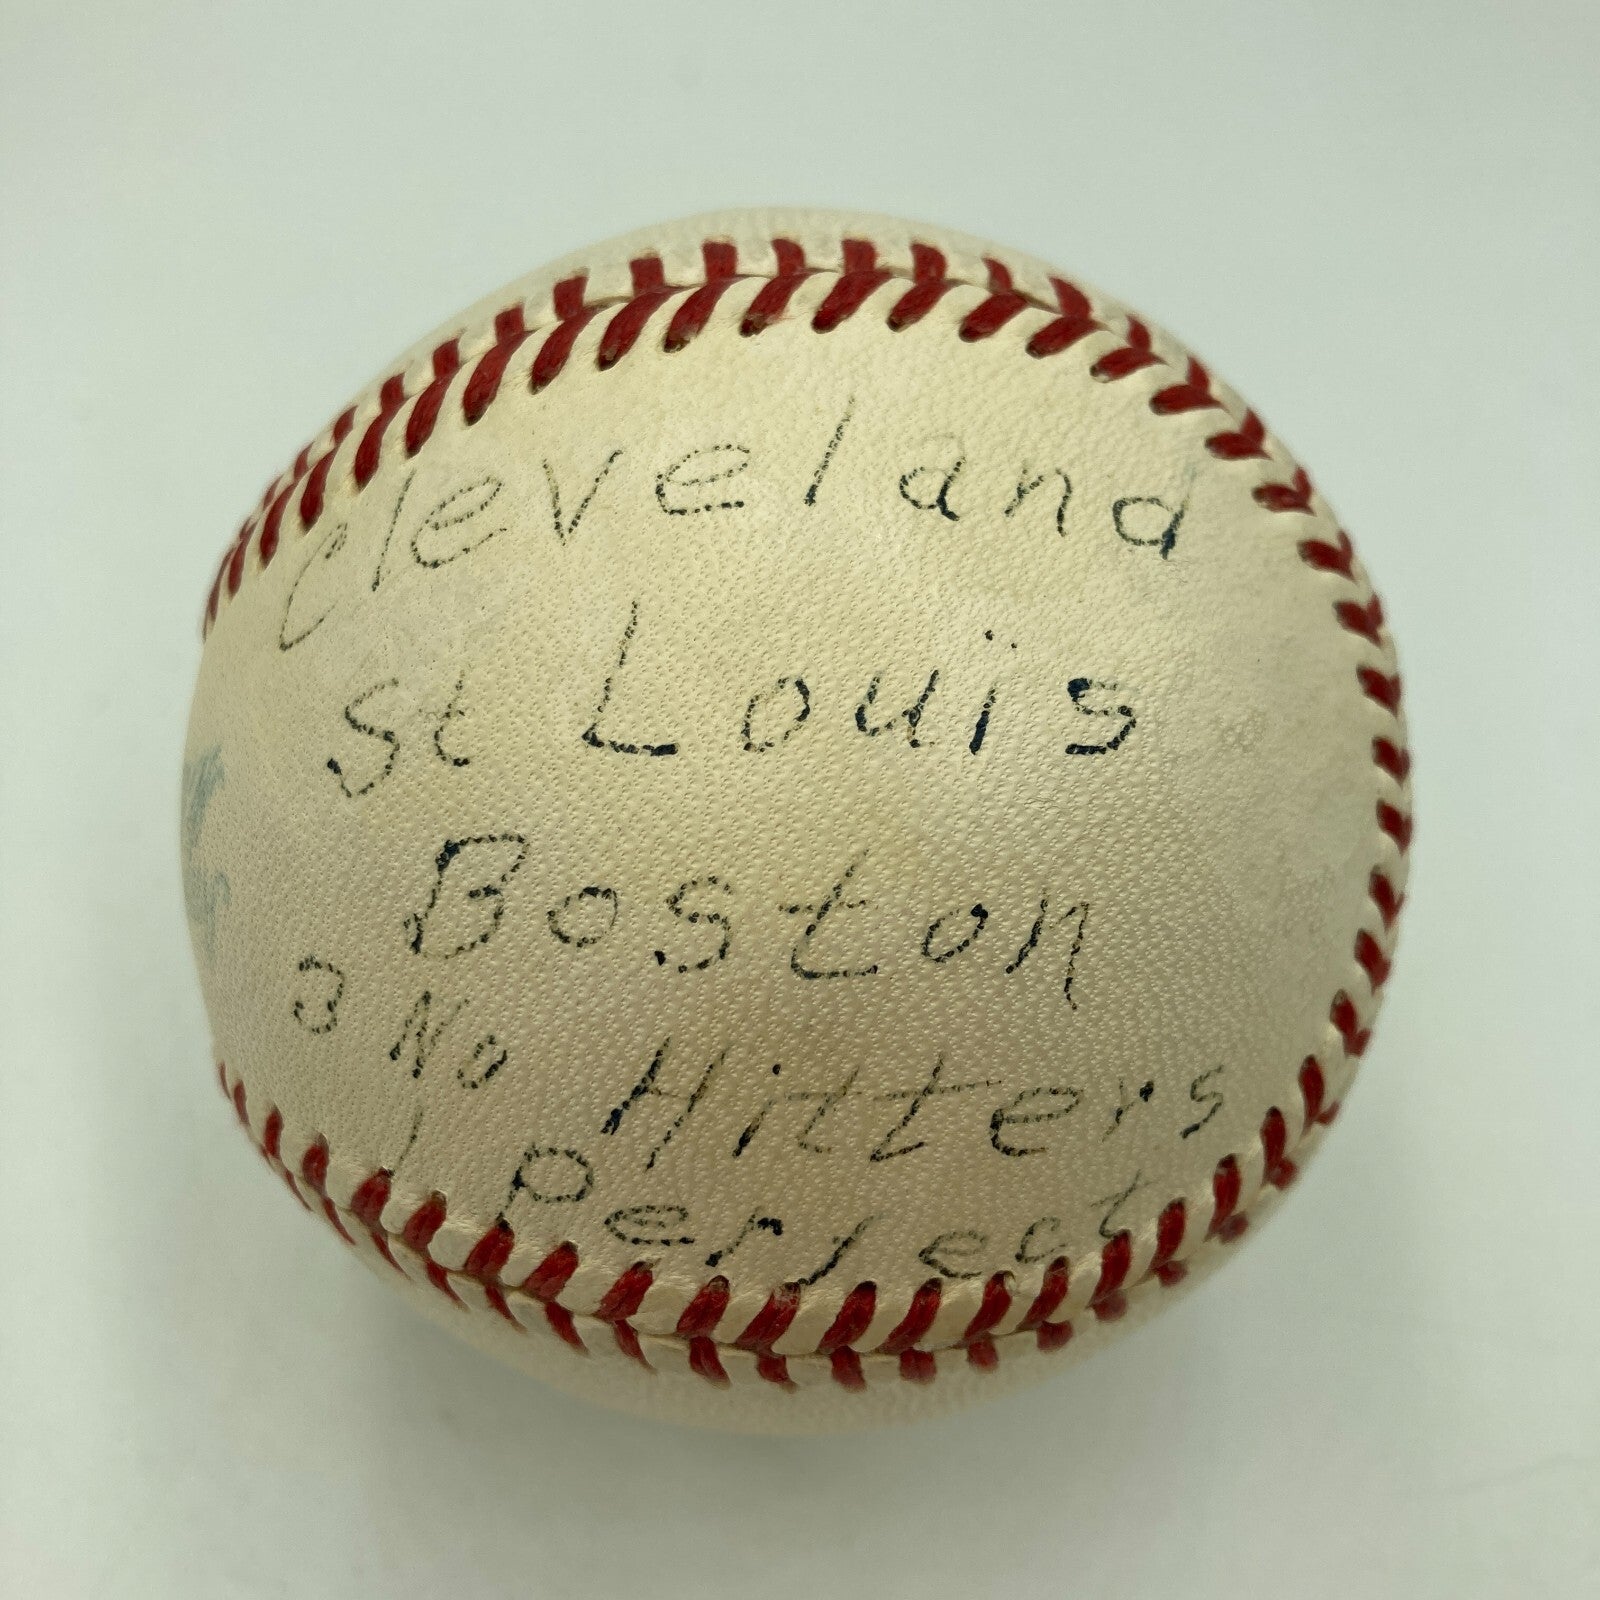 Cleveland
St Louis
Boston
3 No Hitters
1 Perfect